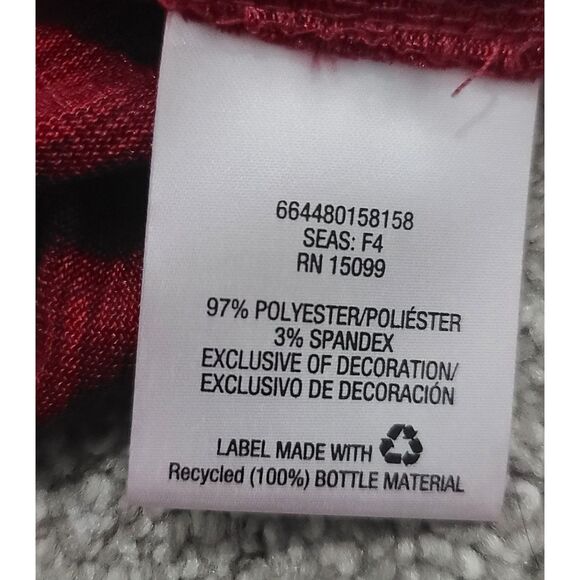 664480158158
SEAS: F4
RN 15099
97% POLYESTER/POLIÉSTER
3% SPANDEX
EXCLUSIVE OF DECORATION/
EXCLUSIVO DE DECORACIÓN
LABEL MADE WITH
Recycled (100%) BOTTLE MATERIAL